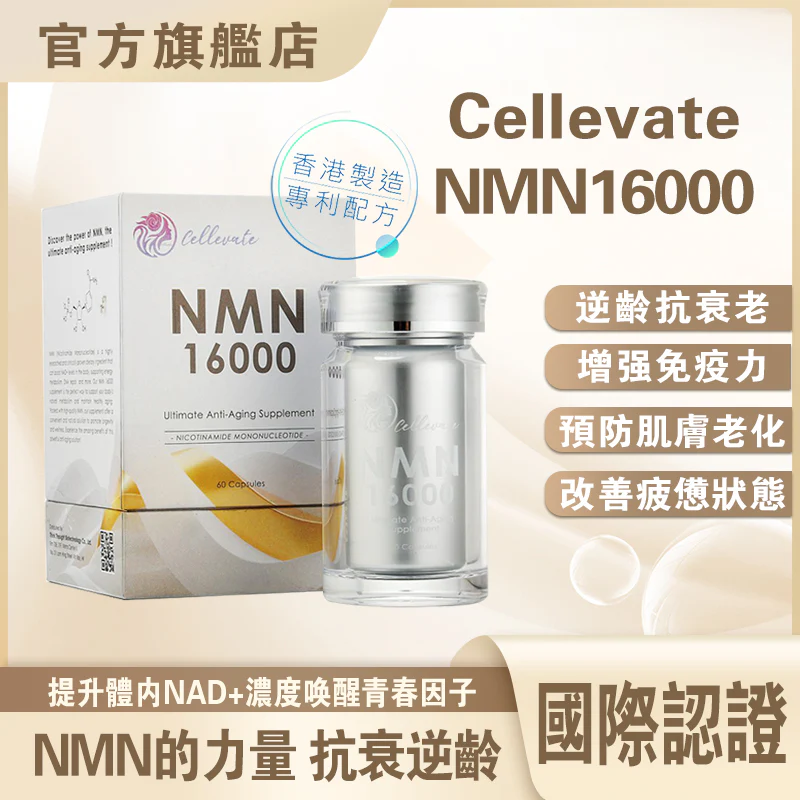 官方旗艦店
Cellevate
NMN16000
香港製造
專利配方
逆齡抗衰老
增强免疫力
預防肌膚老化
改善疲憊狀態
Discover the power of NMN, the
ultimate anti-aging supplement!
Cellevate
NMN
16000
Ultimate Anti-Aging Supplement
- NICOTINAMIDE MONONUCLEOTIDE -
60 Capsules
Cellevate
NMN
16000
提升體内NAD+濃度唤醒青春因子
NMN的力量 抗衰逆齡
國際認證